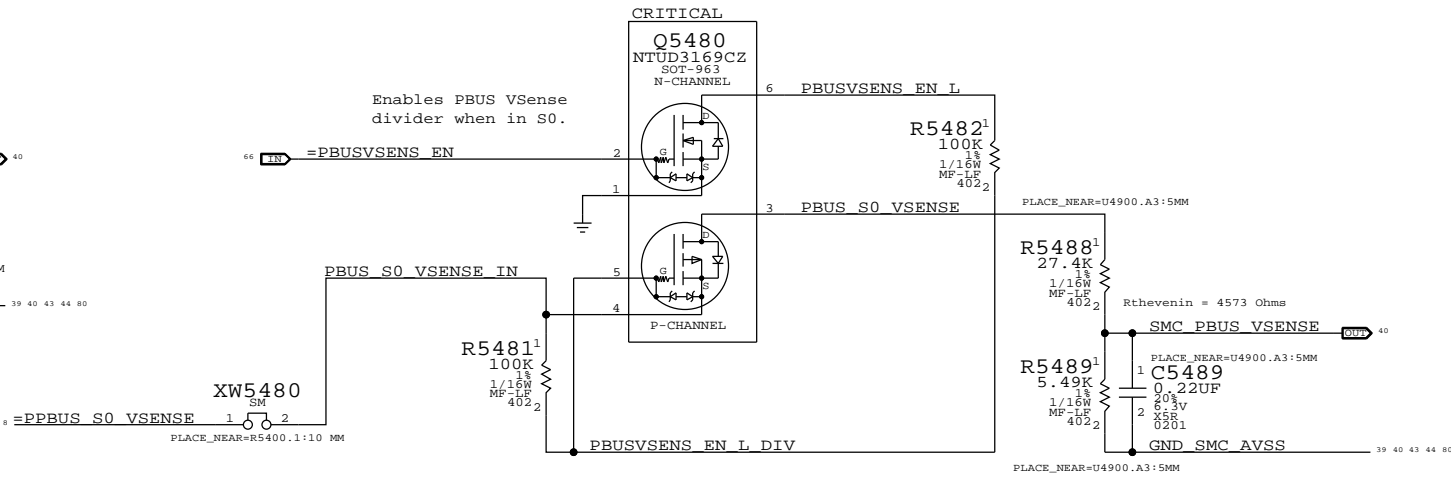 CRITICAL
Q5480
NTUD3169CZ
SOT-963
N-CHANNEL
Enables PBUS VSense
divider when in S0.
6
PBUSVSENS_EN_L
D
G
S
R5482
1
100K
1%
1/16W
MF-LF
402
2
40
66
IN
=PBUSVSENS_EN
2
1
3
PBUS_S0_VSENSE
PLACE_NEAR=U4900.A3:5MM
D
G
S
R5488
1
27.4K
1%
1/16W
MF-LF
402
2
M
PBUS_S0_VSENSE_IN
5
39 40 43 44 80
4
Rthevenin = 4573 Ohms
P-CHANNEL
SMC_PBUS_VSENSE
OUT
40
R5481
1
100K
1%
1/16W
MF-LF
402
2
PLACE_NEAR=U4900.A3:5MM
R5489
1
5.49K
1%
1/16W
MF-LF
402
2
1
C5489
0.22UF
20%
6.3V
X5R
0201
2
XW5480
SM
8
=PPBUS_S0_VSENSE
1
2
PLACE_NEAR=R5400.1:10 MM
PBUSVSENS_EN_L_DIV
GND_SMC_AVSS
39 40 43 44 80
PLACE_NEAR=U4900.A3:5MM